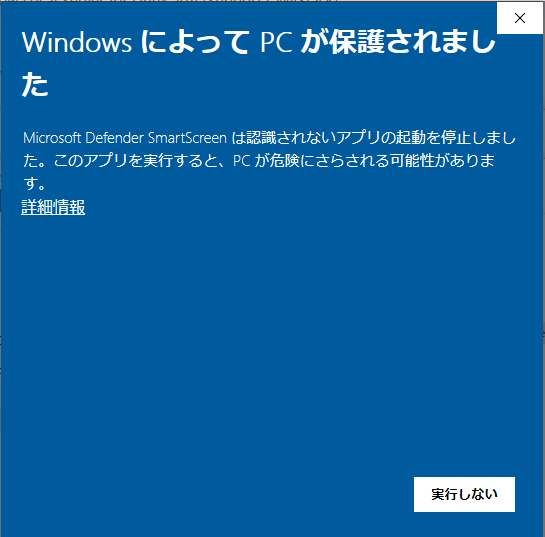 Windows によって PC が保護されまし
た
Microsoft Defender SmartScreen は認識されないアプリの起動を停止しまし
た。このアプリを実行すると、PC が危険にさらされる可能性がありま
す。
詳細情報
実行しない